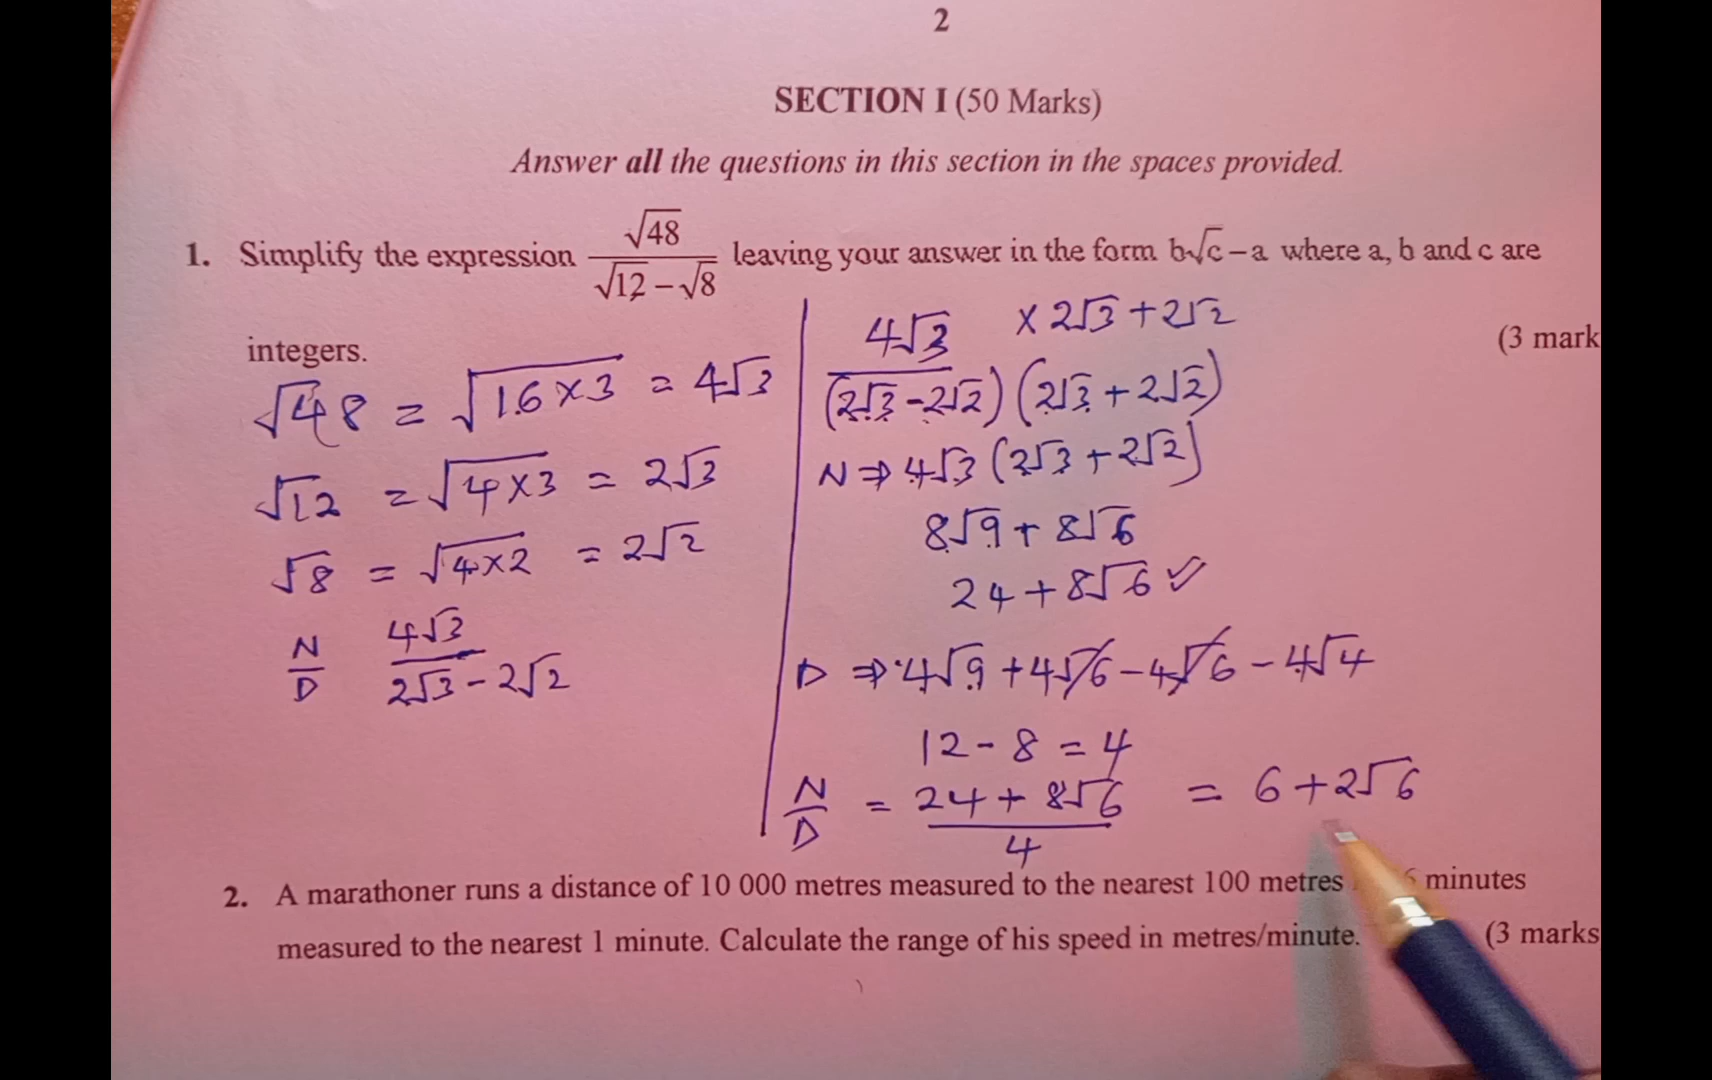 2
SECTION I (50 Marks)
Answer all the questions in this section in the spaces provided.
1. Simplify the expression √48 / (√12 – √8) leaving your answer in the form b√c – a where a, b and c are
integers. (3 mark
√48 = √16×3 = 4√3
√12 = √4×3 = 2√3
√8 = √4×2 = 2√2
N/D 4√3 / 2√3 - 2√2
4√3 × 2√3 + 2√2
(2√3 - 2√2) (2√3 + 2√2)
N ⇒ 4√3 (2√3 + 2√2)
8√9 + 8√6
24 + 8√6 ✓
D ⇒ 4√9 + 4√6 - 4√6 - 4√4
12 - 8 = 4
N/D = 24 + 8√6 / 4 = 6 + 2√6
2. A marathoner runs a distance of 10 000 metres measured to the nearest 100 metres minutes
measured to the nearest 1 minute. Calculate the range of his speed in metres/minute. (3 marks